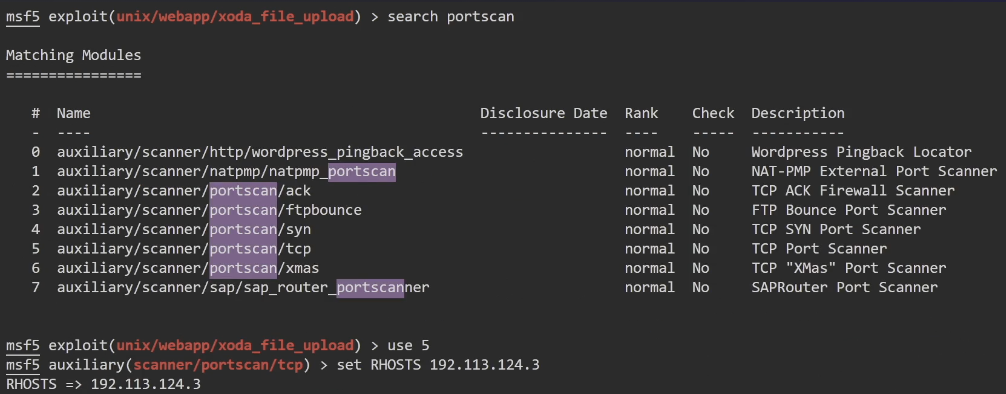 msf5 exploit(unix/webapp/xoda_file_upload) > search portscan
Matching Modules
================
#  Name                                         Disclosure Date  Rank    Check  Description
-  ----                                         ---------------  ----    -----  -----------
0  auxiliary/scanner/http/wordpress_pingback_access                   normal  No     Wordpress Pingback Locator
1  auxiliary/scanner/natpmp/natpmp_portscan                           normal  No     NAT-PMP External Port Scanner
2  auxiliary/scanner/portscan/ack                                     normal  No     TCP ACK Firewall Scanner
3  auxiliary/scanner/portscan/ftpbounce                               normal  No     FTP Bounce Port Scanner
4  auxiliary/scanner/portscan/syn                                     normal  No     TCP SYN Port Scanner
5  auxiliary/scanner/portscan/tcp                                     normal  No     TCP Port Scanner
6  auxiliary/scanner/portscan/xmas                                    normal  No     TCP "XMas" Port Scanner
7  auxiliary/scanner/sap/sap_router_portscanner                       normal  No     SAPRouter Port Scanner
msf5 exploit(unix/webapp/xoda_file_upload) > use 5
msf5 auxiliary(scanner/portscan/tcp) > set RHOSTS 192.113.124.3
RHOSTS => 192.113.124.3